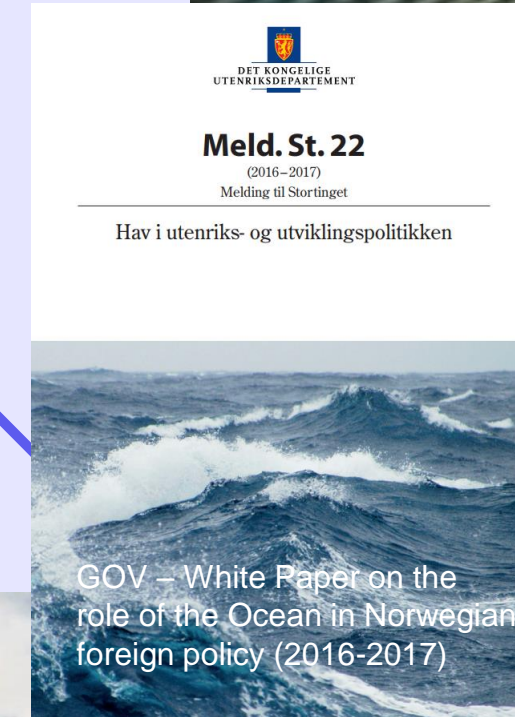 DET KONGELIGE
UTENRIKSDEPARTEMENT
Meld. St. 22
(2016–2017)
Melding til Stortinget
Hav i utenriks- og utviklingspolitikken
GOV – White Paper on the
role of the Ocean in Norwegian
foreign policy (2016-2017)